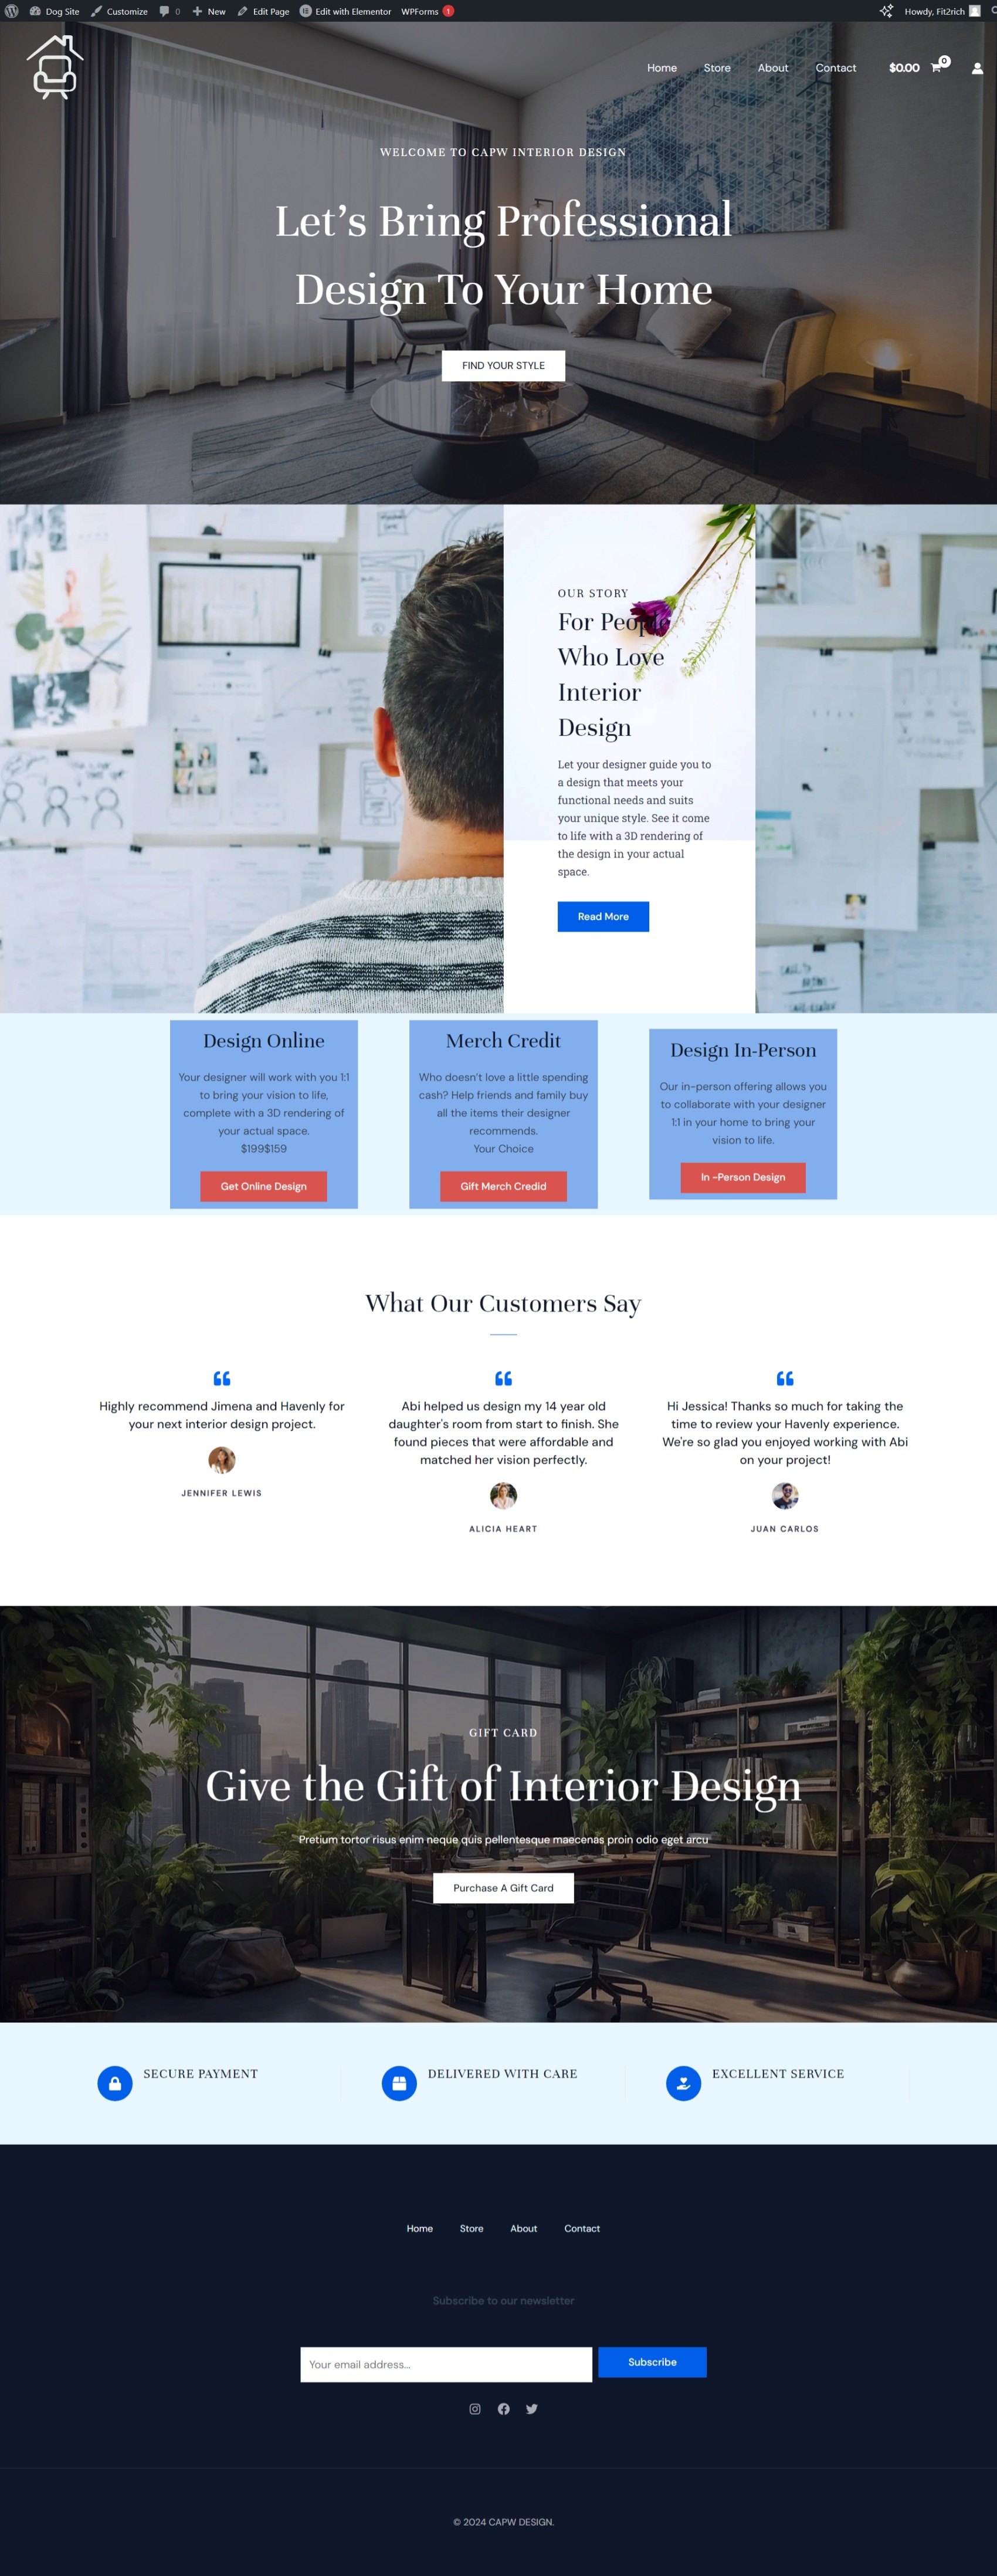 Dog Site Customize 0 New Edit Page Edit with Elementor WPForms 1 Howdy, Fit2rich
Home Store About Contact $0.00 0
WELCOME TO CAPW INTERIOR DESIGN
Let's Bring Professional
Design To Your Home
FIND YOUR STYLE
OUR STORY
For People
Who Love
Interior
Design
Let your designer guide you to
a design that meets your
functional needs and suits
your unique style. See it come
to life with a 3D rendering of
the design in your actual
space.
Read More
Design Online
Your designer will work with you 1:1
to bring your vision to life,
complete with a 3D rendering of
your actual space.
$199$159
Get Online Design
Merch Credit
Who doesn't love a little spending
cash? Help friends and family buy
all the items their designer
recommends.
Your Choice
Gift Merch Credid
Design In-Person
Our in-person offering allows you
to collaborate with your designer
1:1 in your home to bring your
vision to life.
In -Person Design
What Our Customers Say
Highly recommend Jimena and Havenly for
your next interior design project.
JENNIFER LEWIS
Abi helped us design my 14 year old
daughter's room from start to finish. She
found pieces that were affordable and
matched her vision perfectly.
ALICIA HEART
Hi Jessica! Thanks so much for taking the
time to review your Havenly experience.
We're so glad you enjoyed working with Abi
on your project!
JUAN CARLOS
GIFT CARD
Give the Gift of Interior Design
Pretium tortor risus enim neque quis pellentesque maecenas proin odio eget arcu
Purchase A Gift Card
SECURE PAYMENT
DELIVERED WITH CARE
EXCELLENT SERVICE
Home Store About Contact
Subscribe to our newsletter
Your email address...
Subscribe
© 2024 CAPW DESIGN.